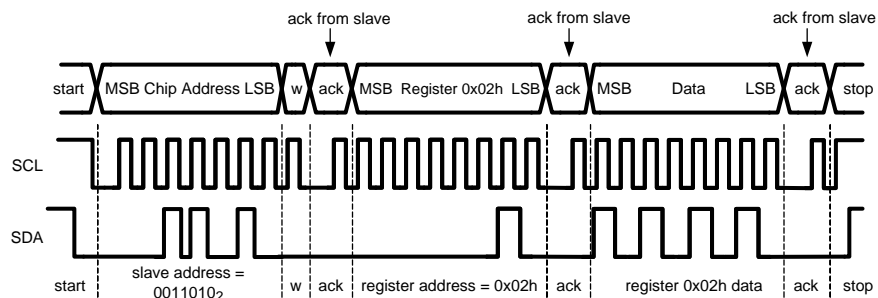 ack from slave ack from slave ack from slave
start MSB Chip Address LSB w ack MSB Register 0x02h LSB ack MSB Data LSB ack stop
SCL
SDA
start slave address = 0011010₂ w ack register address = 0x02h ack register 0x02h data ack stop